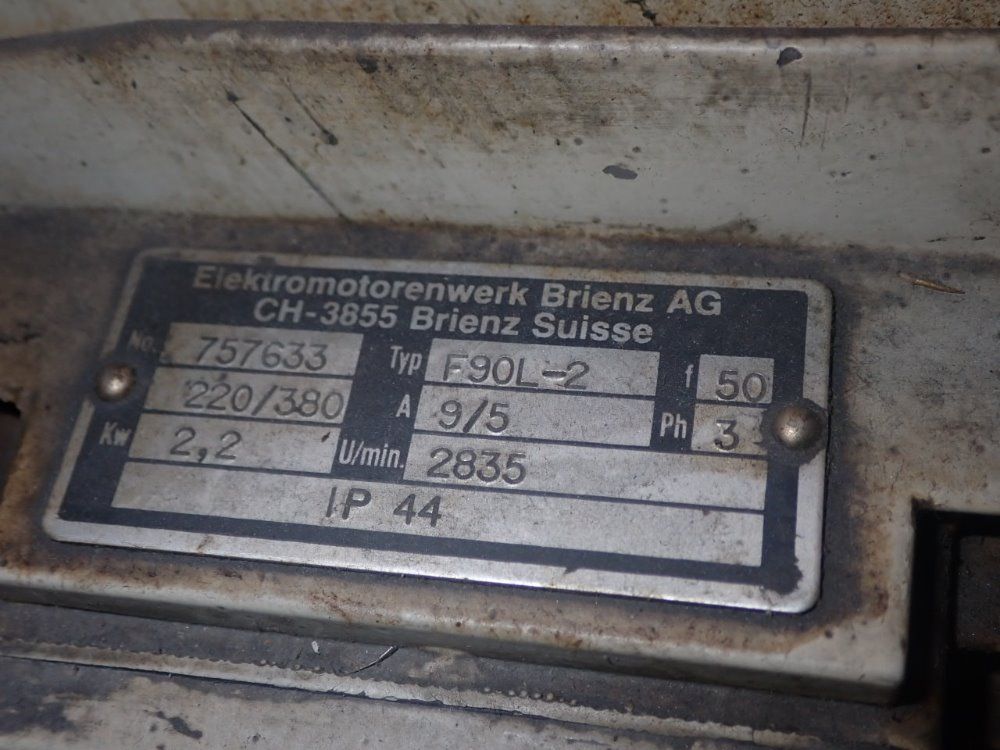 Elektromotorenwerk Brienz AG
CH-3855 Brienz Suisse
No. 757633 Typ F90L-2 f 50
220/380 A 9/5 Ph 3
Kw 2,2 U/min. 2835
IP 44